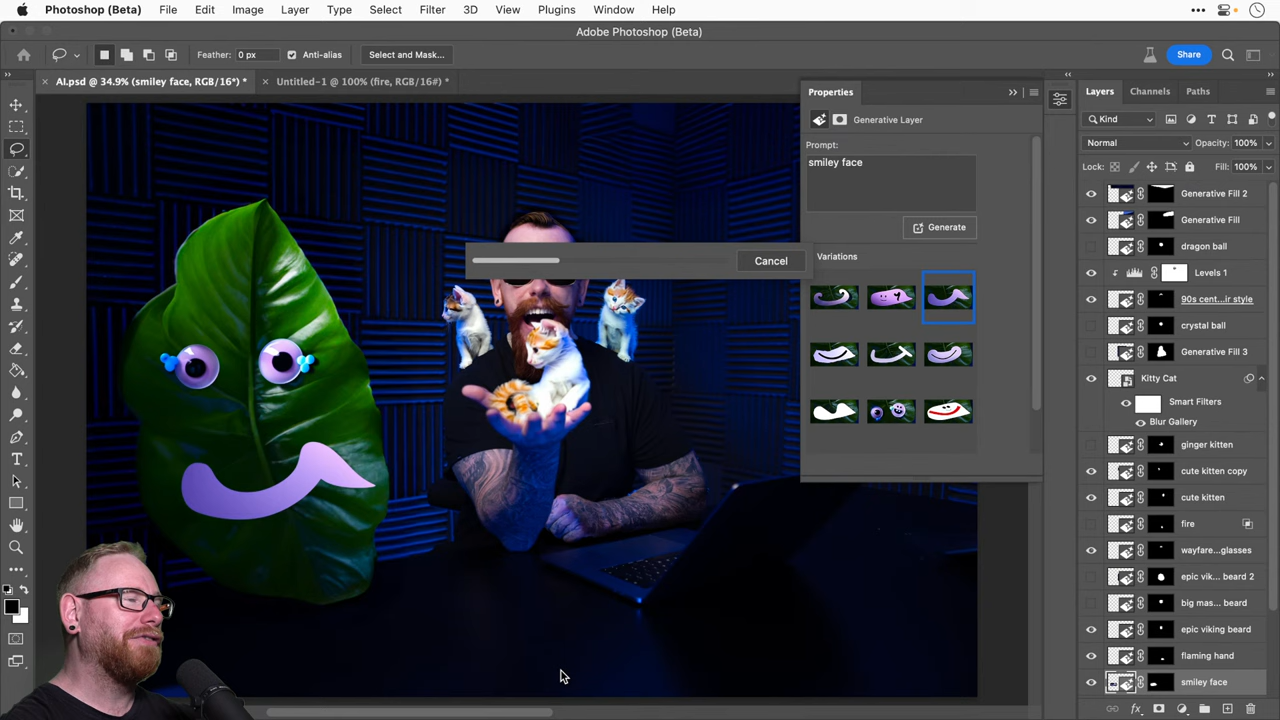 Photoshop (Beta) File Edit Image Layer Type Select Filter 3D View Plugins Window Help
Adobe Photoshop (Beta)
Feather: 0 px Anti-alias Select and Mask... Share
AI.psd @ 34.9% (smiley face, RGB/16*) * Untitled-1 @ 100% (fire, RGB/16#) *
Properties
Generative Layer
Prompt:
smiley face
Generate
Cancel
Variations
Layers Channels Paths
Kind
Normal Opacity: 100%
Lock: Fill: 100%
Generative Fill 2
Generative Fill
dragon ball
Levels 1
90s cent...ir style
crystal ball
Generative Fill 3
Kitty Cat
Smart Filters
Blur Gallery
ginger kitten
cute kitten copy
cute kitten
fire
wayfare...glasses
epic vik... beard 2
big mas... beard
epic viking beard
flaming hand
smiley face